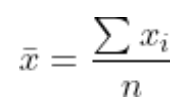 x̄ = ∑ xᵢ / n